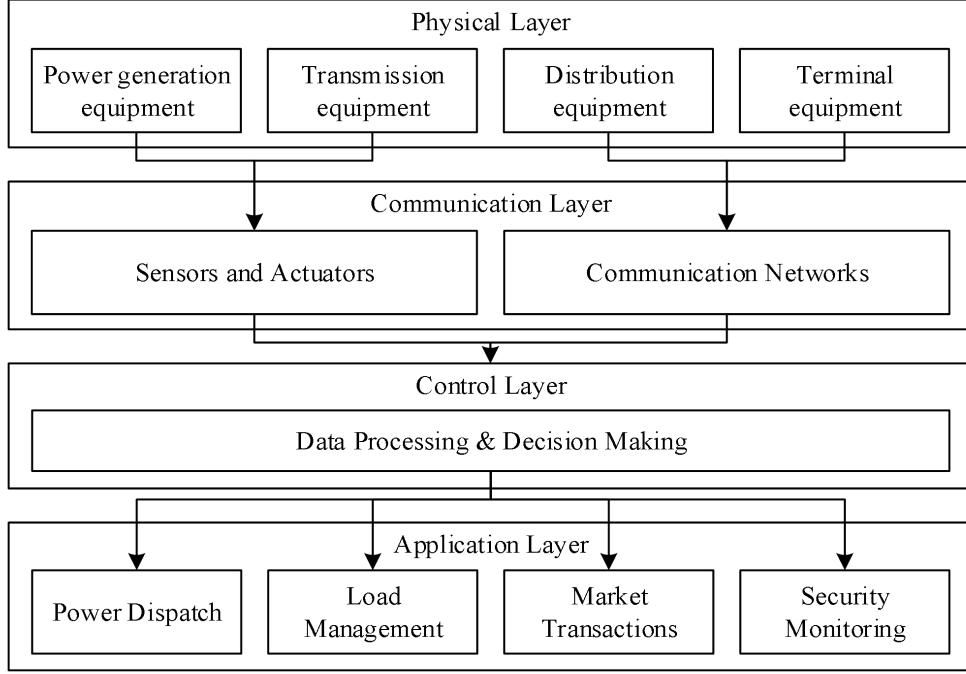 Physical Layer
Power generation
equipment
Transmission
equipment
Distribution
equipment
Terminal
equipment
Communication Layer
Sensors and Actuators
Communication Networks
Control Layer
Data Processing & Decision Making
Application Layer
Power Dispatch
Load
Management
Market
Transactions
Security
Monitoring